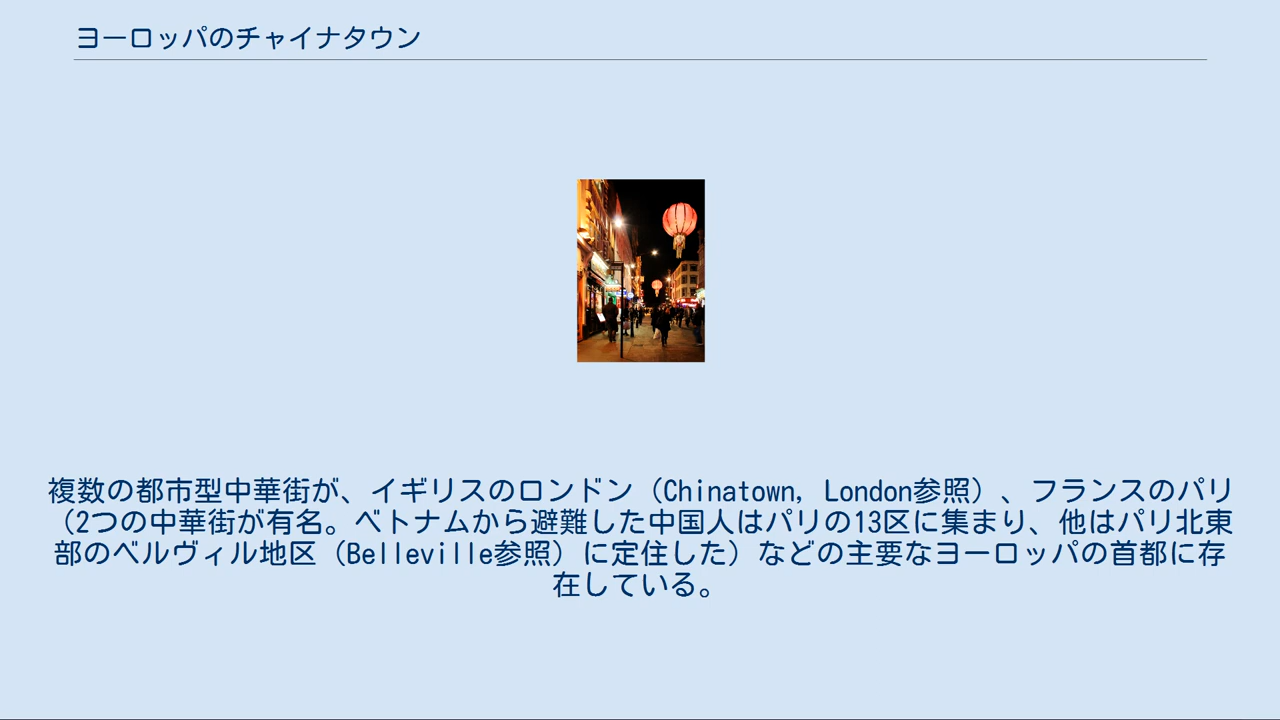 ヨーロッパのチャイナタウン
複数の都市型中華街が、イギリスのロンドン（Chinatown, London参照）、フランスのパリ
（2つの中華街が有名。ベトナムから避難した中国人はパリの13区に集まり、他はパリ北東
部のベルヴィル地区（Belleville参照）に定住した）などの主要なヨーロッパの首都に存
在している。